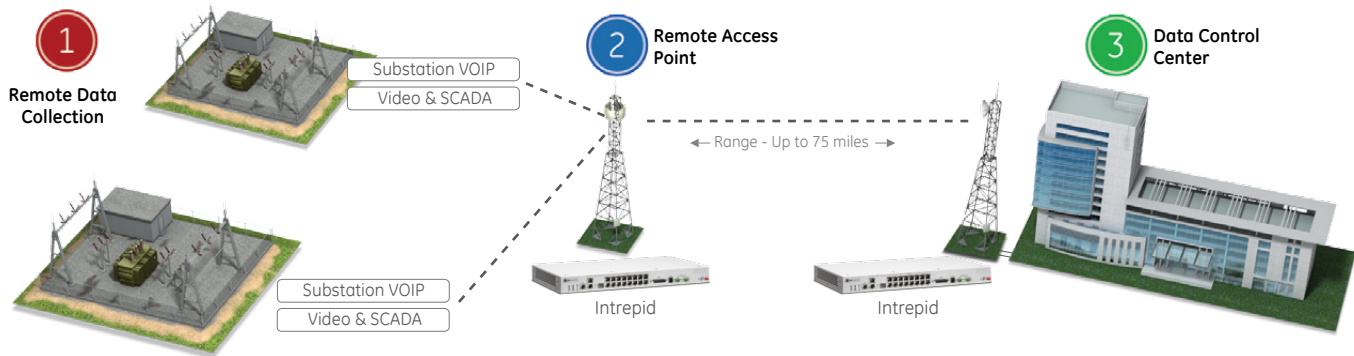 1
Remote Data
Collection
Substation VOIP
Video & SCADA
Substation VOIP
Video & SCADA
2
Remote Access
Point
Range - Up to 75 miles
Intrepid
Intrepid
3
Data Control
Center